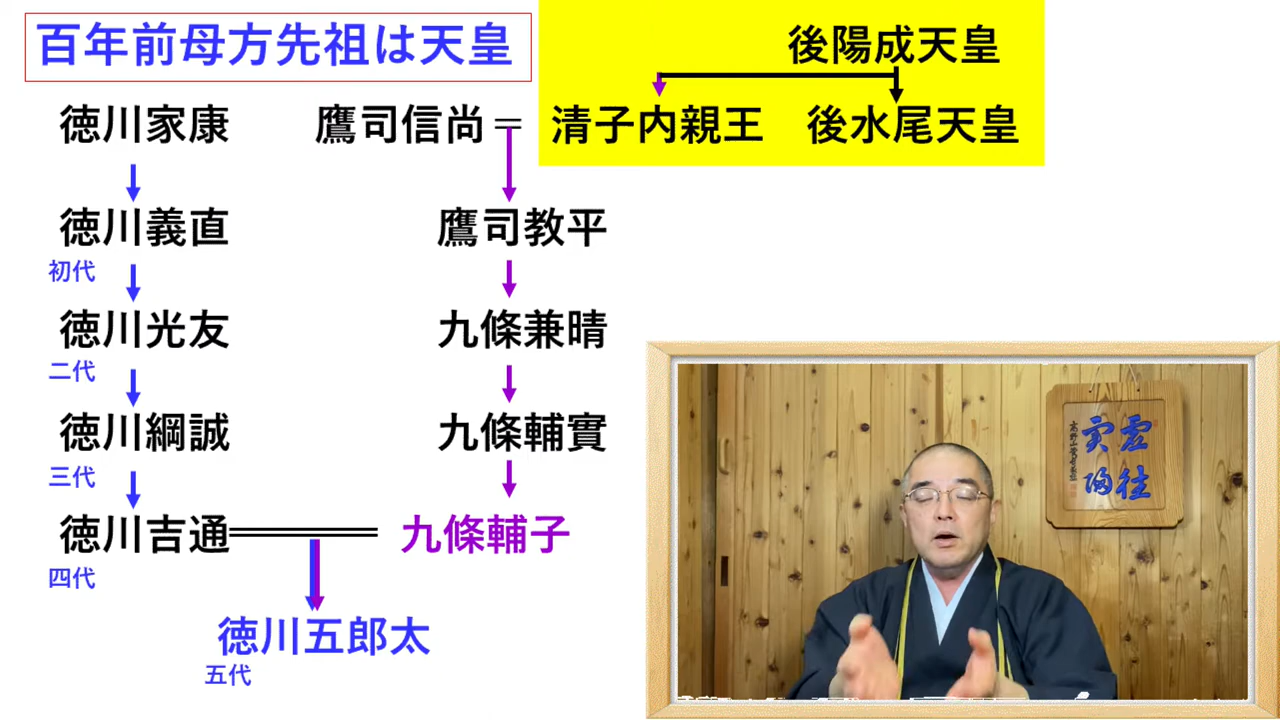 百年前母方先祖は天皇
後陽成天皇
徳川家康 鷹司信尚 = 清子内親王 後水尾天皇
徳川義直 鷹司教平
初代
徳川光友 九條兼晴
二代
徳川綱誠 九條輔實
三代
徳川吉通 九條輔子
四代
徳川五郎太
五代
虚往
実帰